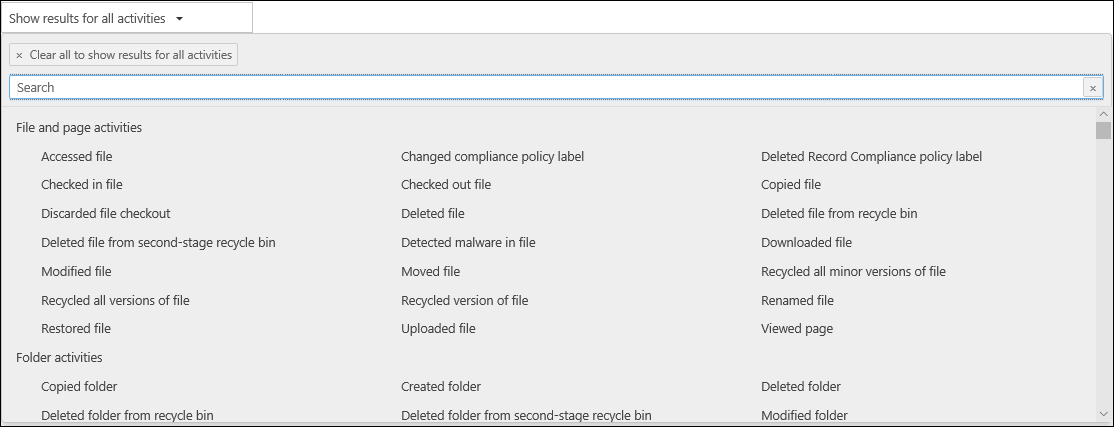 Show results for all activities
× Clear all to show results for all activities
Search ×
File and page activities
Accessed file Changed compliance policy label Deleted Record Compliance policy label
Checked in file Checked out file Copied file
Discarded file checkout Deleted file Deleted file from recycle bin
Deleted file from second-stage recycle bin Detected malware in file Downloaded file
Modified file Moved file Recycled all minor versions of file
Recycled all versions of file Recycled version of file Renamed file
Restored file Uploaded file Viewed page
Folder activities
Copied folder Created folder Deleted folder
Deleted folder from recycle bin Deleted folder from second-stage recycle bin Modified folder